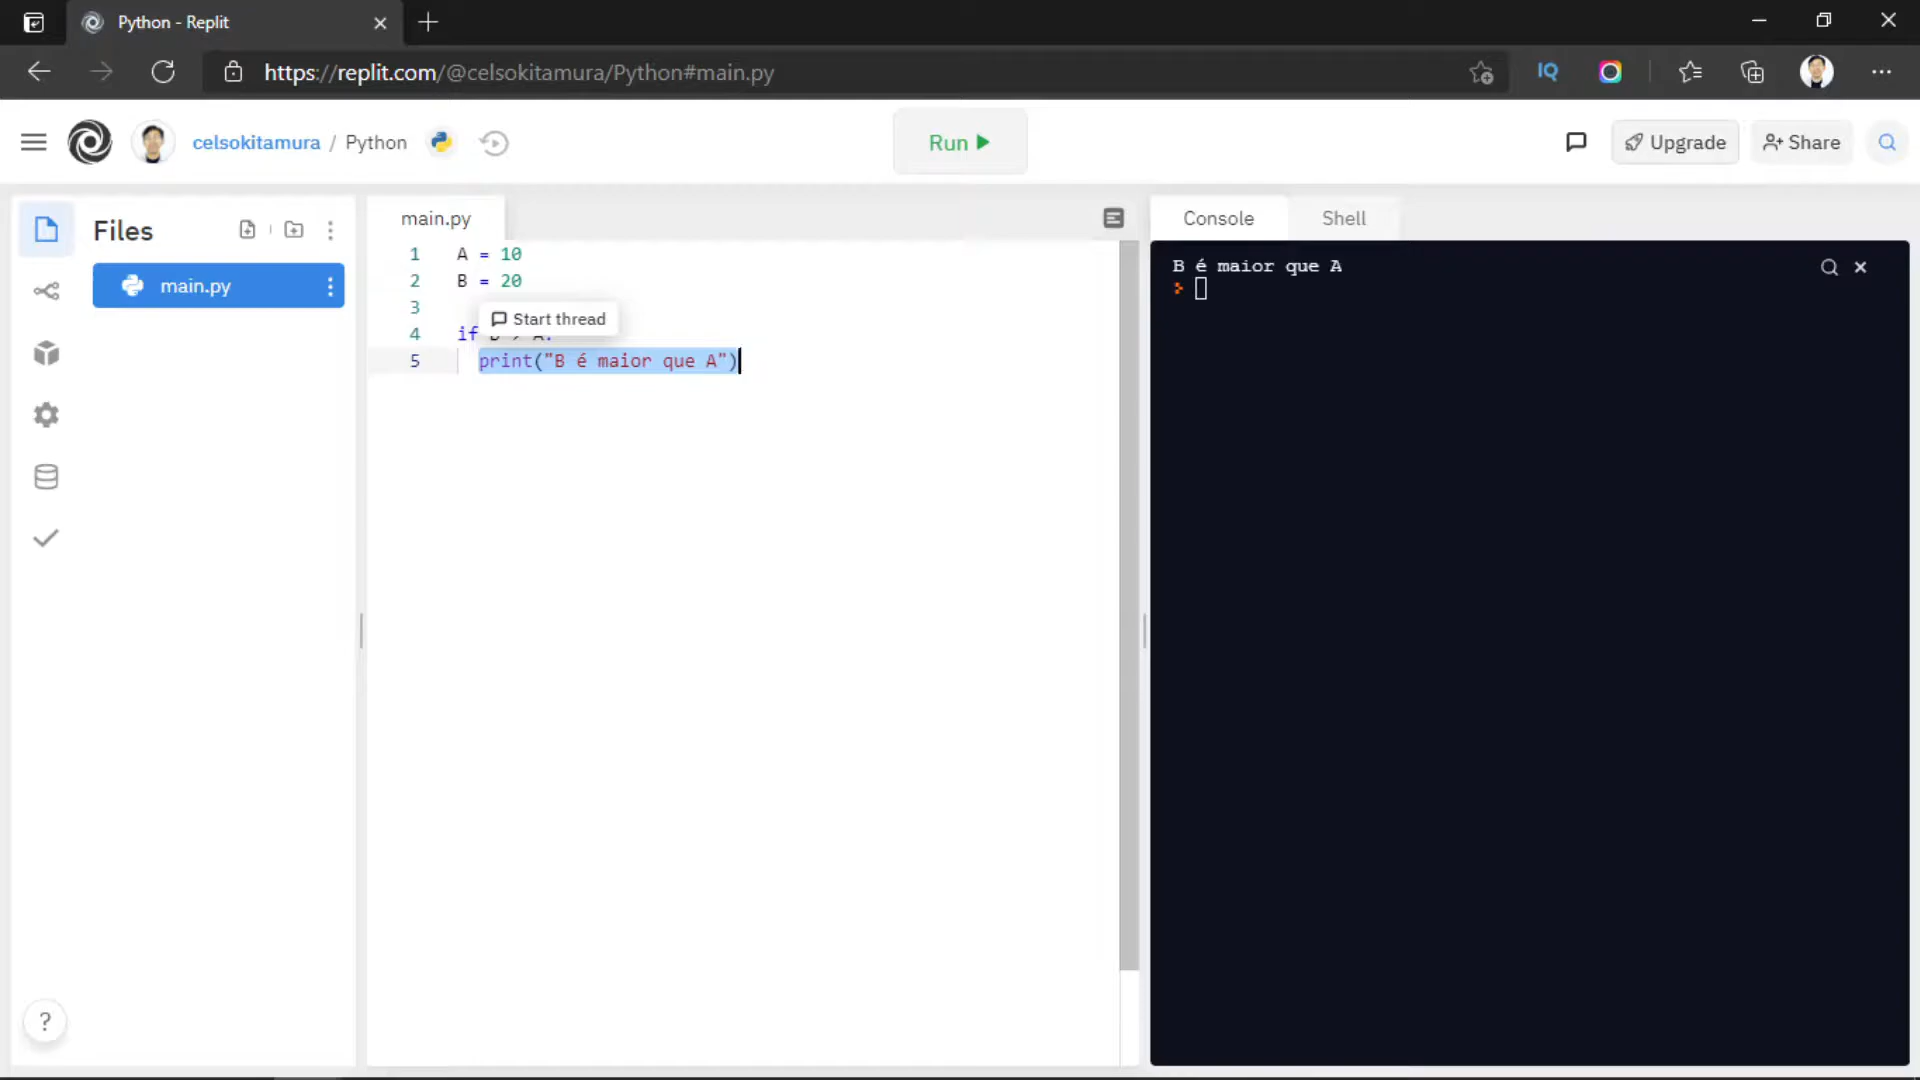 Python - Replit
https://replit.com/@celsokitamura/Python#main.py
IQ
celsokitamura / Python
Run
Upgrade
Share
Files
main.py
main.py
1 A = 10
2 B = 20
3
Start thread
4 if B > A:
5 print("B é maior que A")
Console
Shell
B é maior que A
?